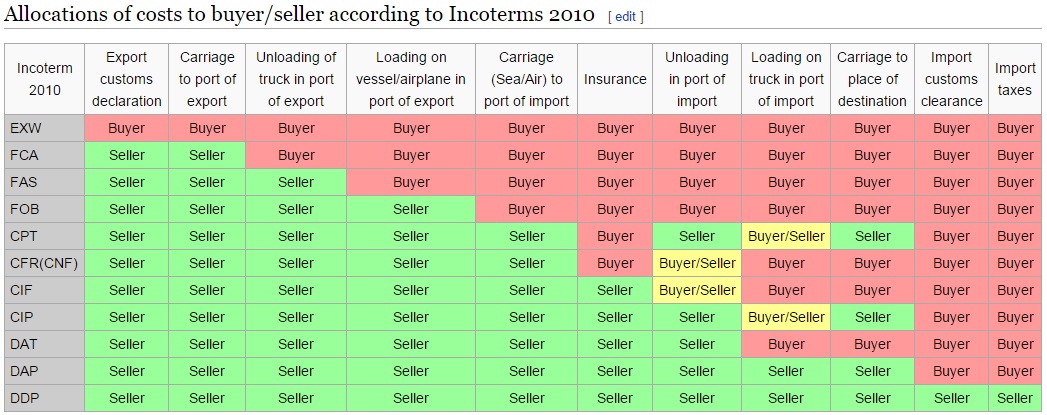 Allocations of costs to buyer/seller according to Incoterms 2010 [ edit ]
Incoterm 2010 Export customs declaration Carriage to port of export Unloading of truck in port of export Loading on vessel/airplane in port of export Carriage (Sea/Air) to port of import Insurance Unloading in port of import Loading on truck in port of import Carriage to place of destination Import customs clearance Import taxes
EXW Buyer Buyer Buyer Buyer Buyer Buyer Buyer Buyer Buyer Buyer Buyer
FCA Seller Seller Buyer Buyer Buyer Buyer Buyer Buyer Buyer Buyer Buyer
FAS Seller Seller Seller Buyer Buyer Buyer Buyer Buyer Buyer Buyer Buyer
FOB Seller Seller Seller Seller Buyer Buyer Buyer Buyer Buyer Buyer Buyer
CPT Seller Seller Seller Seller Seller Buyer Seller Buyer/Seller Seller Buyer Buyer
CFR(CNF) Seller Seller Seller Seller Seller Buyer Buyer/Seller Buyer Buyer Buyer Buyer
CIF Seller Seller Seller Seller Seller Seller Buyer/Seller Buyer Buyer Buyer Buyer
CIP Seller Seller Seller Seller Seller Seller Seller Buyer/Seller Seller Buyer Buyer
DAT Seller Seller Seller Seller Seller Seller Seller Buyer Buyer Buyer Buyer
DAP Seller Seller Seller Seller Seller Seller Seller Seller Seller Buyer Buyer
DDP Seller Seller Seller Seller Seller Seller Seller Seller Seller Seller Seller